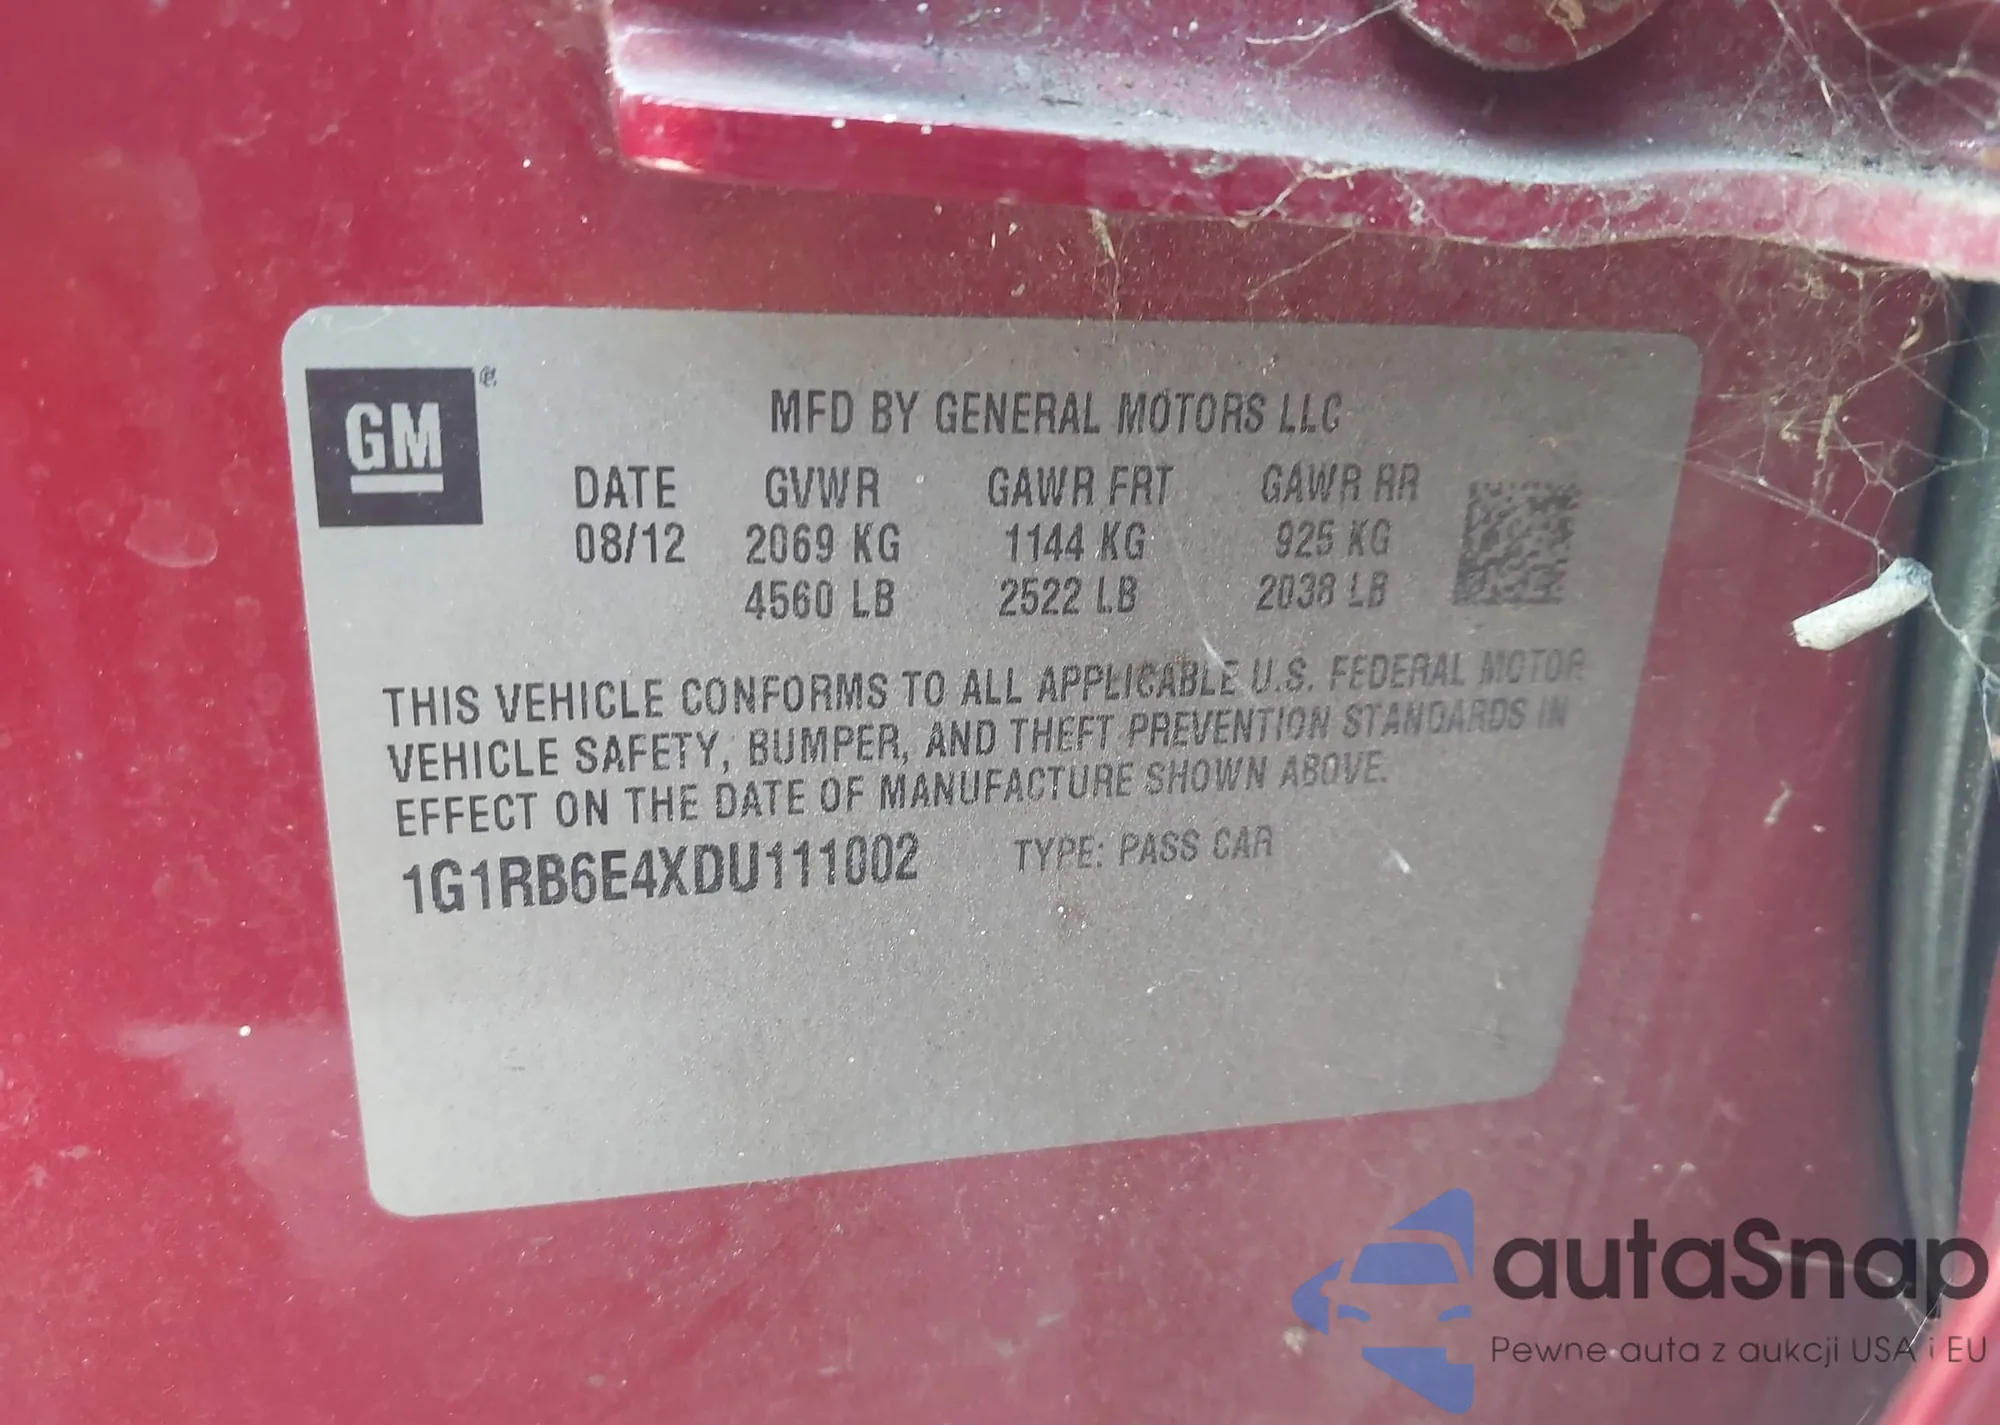 GM
MFD BY GENERAL MOTORS LLC
DATE GVWR GAWR FRT GAWR RR
08/12 2069 KG 1144 KG 925 KG
4560 LB 2522 LB 2038 LB
THIS VEHICLE CONFORMS TO ALL APPLICABLE U.S. FEDERAL MOTOR
VEHICLE SAFETY, BUMPER, AND THEFT PREVENTION STANDARDS IN
EFFECT ON THE DATE OF MANUFACTURE SHOWN ABOVE.
1G1RB6E4XDU111002 TYPE: PASS CAR
autaSnap
Pewne auta z aukcji USA i EU